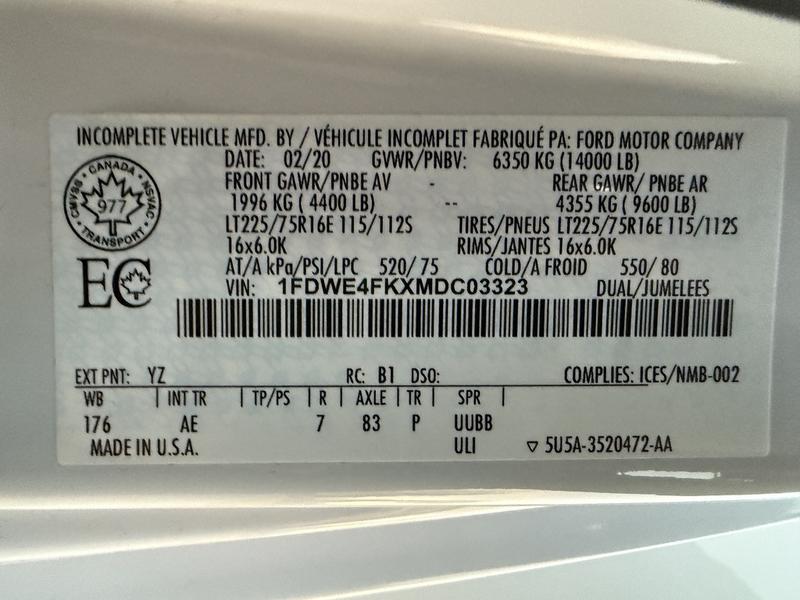 INCOMPLETE VEHICLE MFD. BY / VÉHICULE INCOMPLET FABRIQUÉ PA: FORD MOTOR COMPANY
DATE: 02/20 GVWR/PNBV: 6350 KG (14000 LB)
FRONT GAWR/PNBE AV - REAR GAWR/ PNBE AR
1996 KG ( 4400 LB) -- 4355 KG ( 9600 LB)
LT225/75R16E 115/112S TIRES/PNEUS LT225/75R16E 115/112S
16x6.0K RIMS/JANTES 16x6.0K
AT/A kPa/PSI/LPC 520/ 75 COLD/A FROID 550/ 80
VIN: 1FDWE4FKXMDC03323 DUAL/JUMELEES
CANADA
CMVSS NSVAC
977
TRANSPORT
EC
EXT PNT: YZ RC: B1 DSO: COMPLIES: ICES/NMB-002
WB | INT TR | TP/PS | R | AXLE | TR | SPR |
176 AE 7 83 P UUBB
MADE IN U.S.A. ULI ▽ 5U5A-3520472-AA